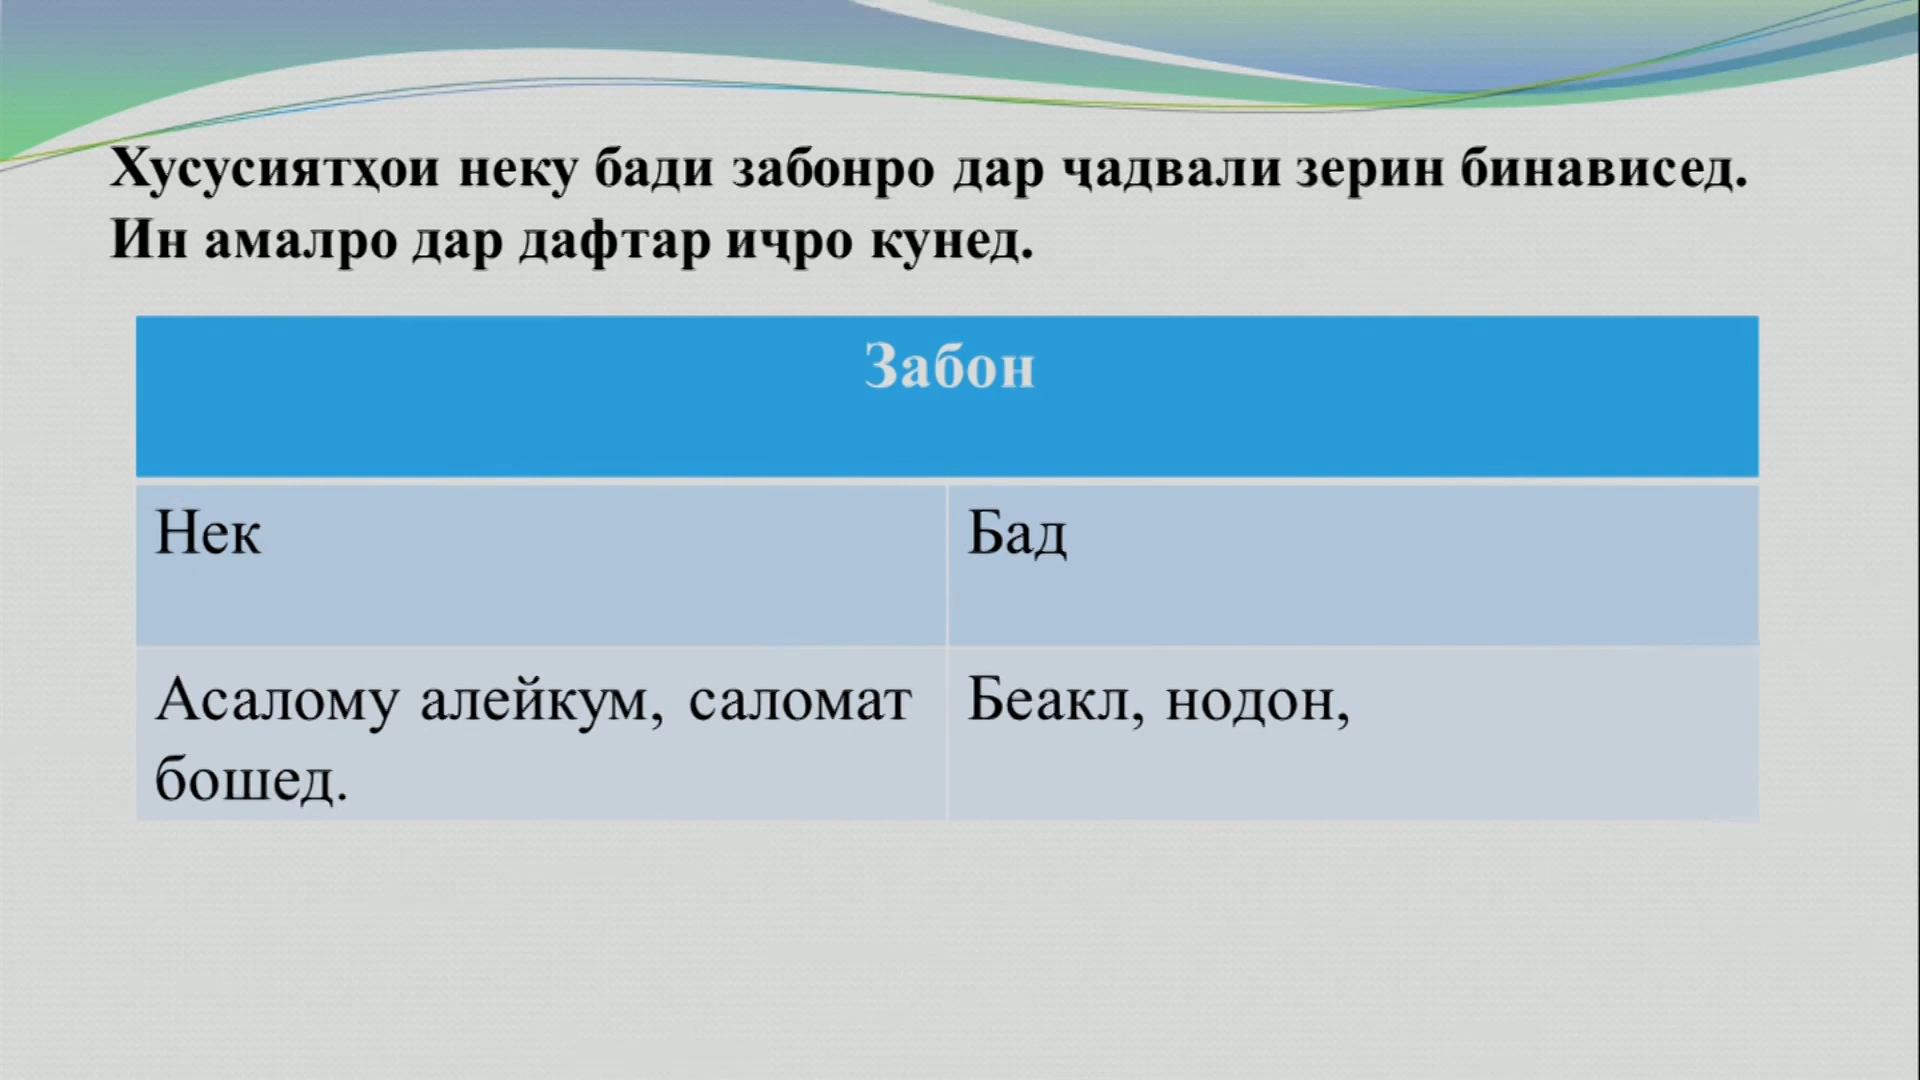 Хусусиятҳои неку бади забонро дар ҷадвали зерин бинависед.
Ин амалро дар дафтар иҷро кунед.
Забон
Нек
Бад
Асалому алейкум, саломат
бошед.
Беакл, нодон,